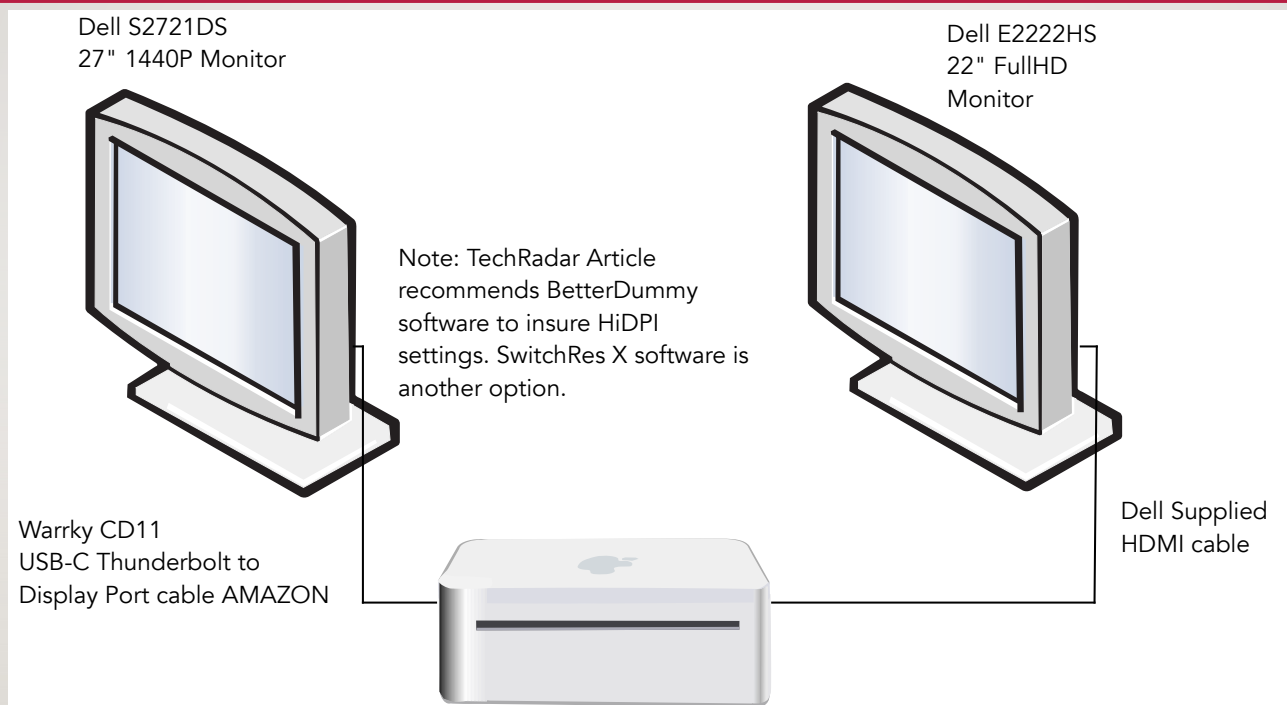 Dell S2721DS
27" 1440P Monitor
Dell E2222HS
22" FullHD
Monitor
Note: TechRadar Article
recommends BetterDummy
software to insure HiDPI
settings. SwitchRes X software is
another option.
Warrky CD11
USB-C Thunderbolt to
Display Port cable AMAZON
Dell Supplied
HDMI cable